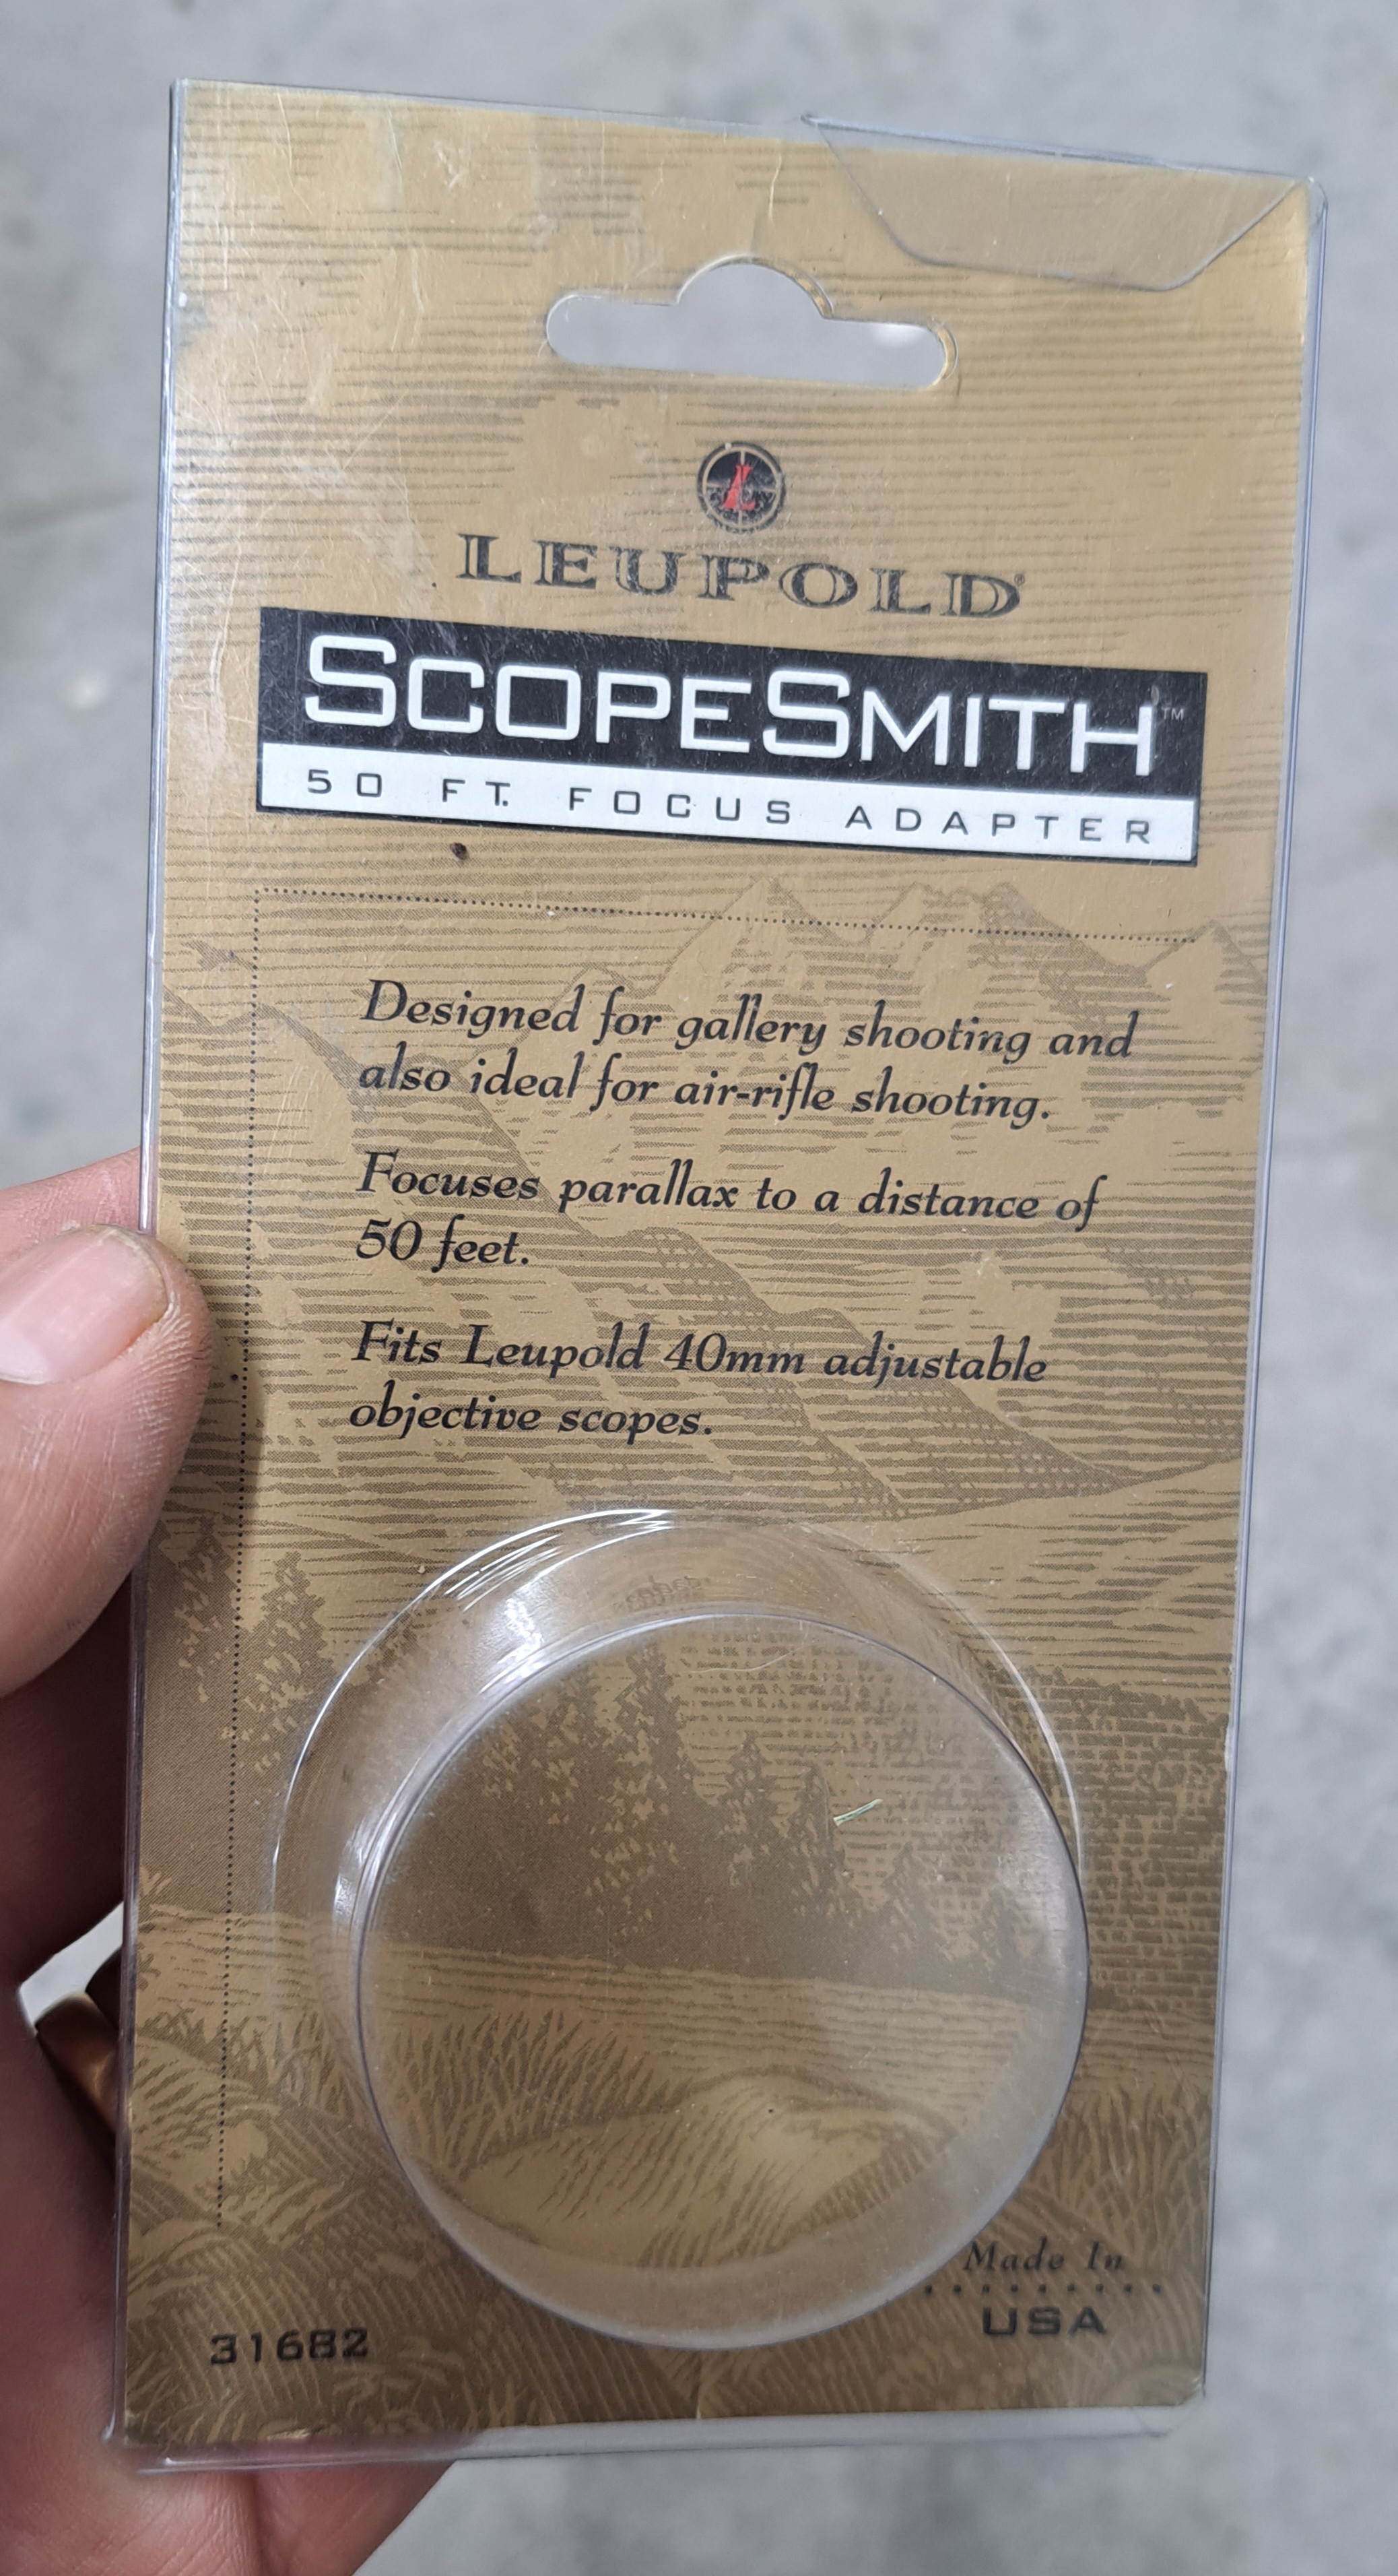 L
LEUPOLD®
SCOPESMITH™
50 FT. FOCUS ADAPTER
Designed for gallery shooting and
also ideal for air-rifle shooting.
Focuses parallax to a distance of
50 feet.
Fits Leupold 40mm adjustable
objective scopes.
Made In
USA
31682